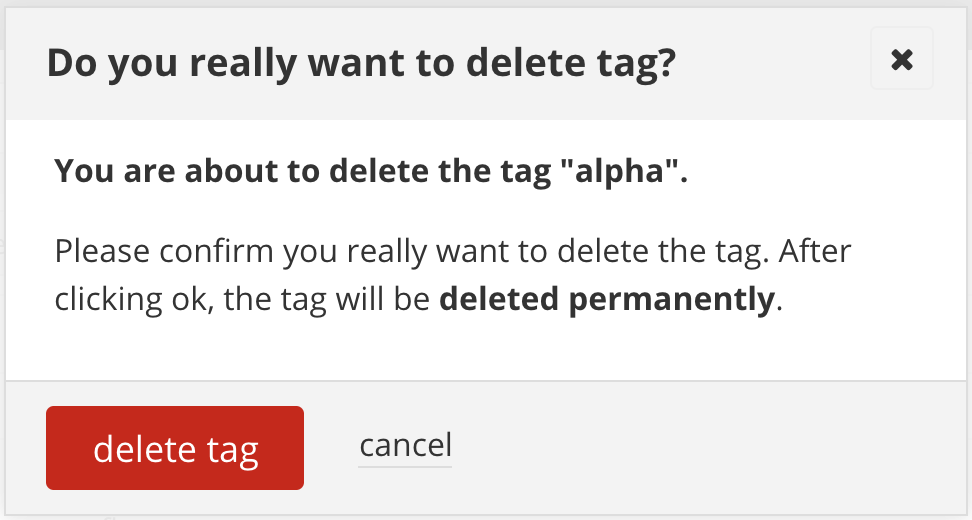 Do you really want to delete tag?
You are about to delete the tag "alpha".
Please confirm you really want to delete the tag. After
clicking ok, the tag will be deleted permanently.
delete tag
cancel